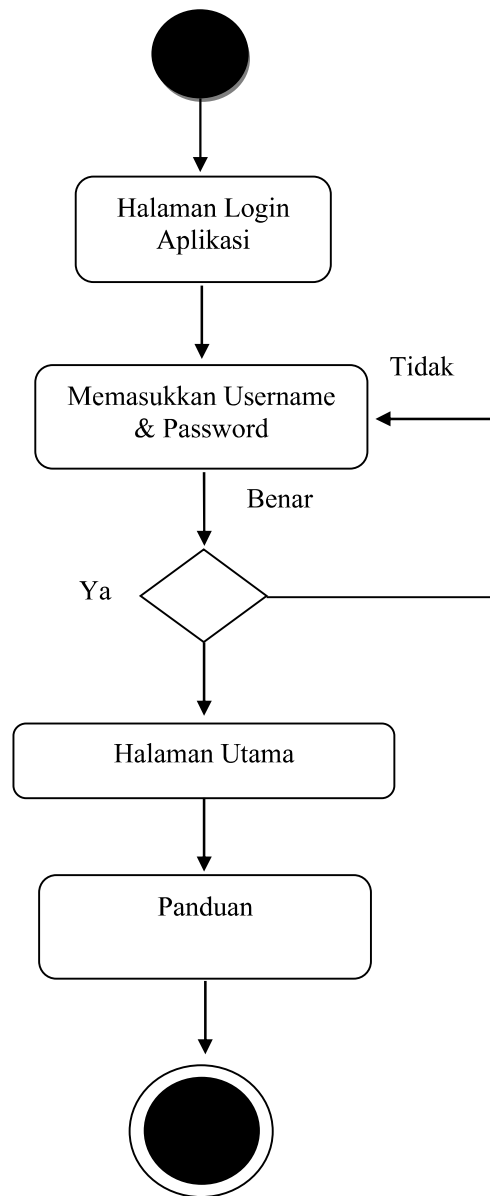 Halaman Login
Aplikasi
Memasukkan Username
& Password
Tidak
Benar
Ya
Halaman Utama
Panduan